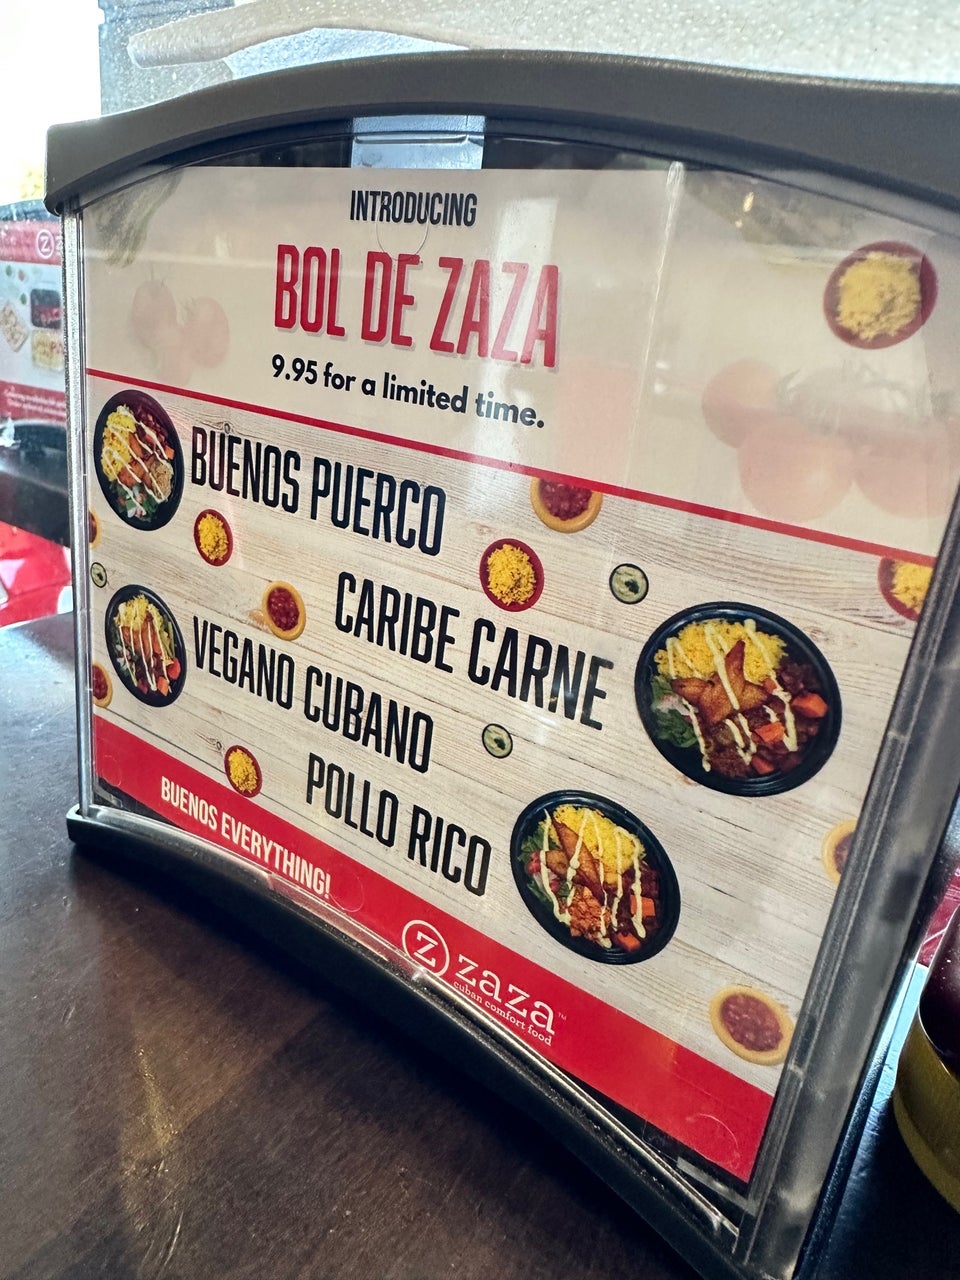 INTRODUCING
BOL DE ZAZA
9.95 for a limited time.
BUENOS PUERCO
CARIBE CARNE
VEGANO CUBANO
POLLO RICO
BUENOS EVERYTHING!
Z zaza™
cuban comfort food